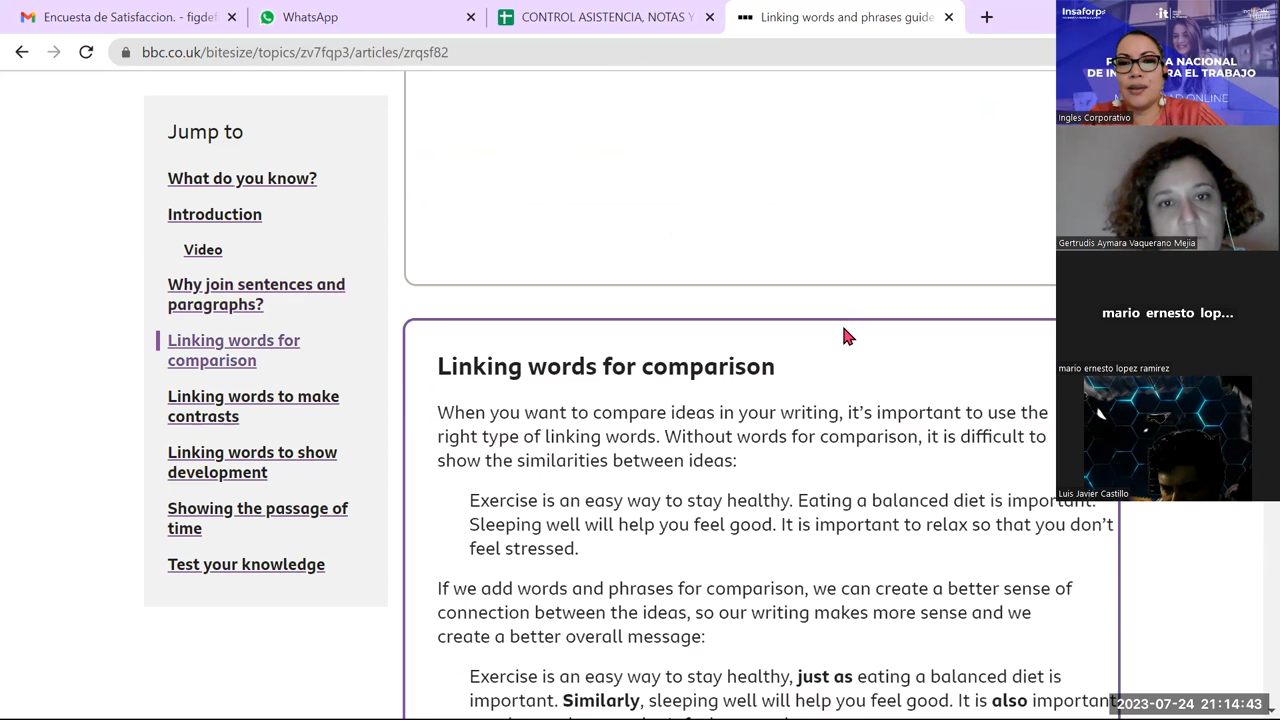 Encuesta de Satisfaccion. - figdef
WhatsApp
CONTROL ASISTENCIA, NOTAS Y
Linking words and phrases guide
bbc.co.uk/bitesize/topics/zv7fqp3/articles/zrqsf82
Jump to
What do you know?
Introduction
Video
Why join sentences and
paragraphs?
Linking words for
comparison
Linking words to make
contrasts
Linking words to show
development
Showing the passage of
time
Test your knowledge
Linking words for comparison
When you want to compare ideas in your writing, it's important to use the
right type of linking words. Without words for comparison, it is difficult to
show the similarities between ideas:
Exercise is an easy way to stay healthy. Eating a balanced diet is important.
Sleeping well will help you feel good. It is important to relax so that you don't
feel stressed.
If we add words and phrases for comparison, we can create a better sense of
connection between the ideas, so our writing makes more sense and we
create a better overall message:
Exercise is an easy way to stay healthy, just as eating a balanced diet is
important. Similarly, sleeping well will help you feel good. It is also important
Insaforp
NACIONAL
ARA EL TRABAJO
ONLINE
Ingles Corporativo
Gertrudis Aymara Vaquerano Mejia
mario ernesto lop...
mario ernesto lopez ramirez
Luis Javier Castillo
2023-07-24 21:14:43